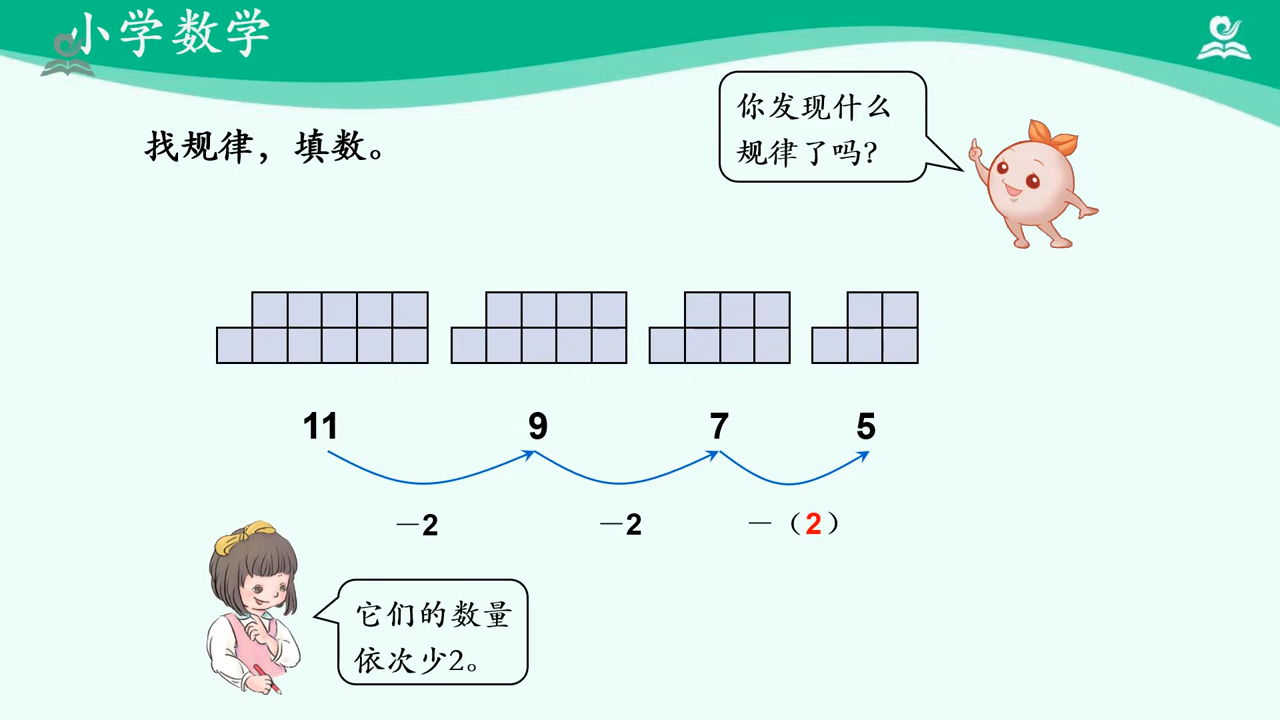 小学数学
你发现什么
规律了吗？
找规律，填数。
11 9 7 5
－2 －2 －（2）
它们的数量
依次少2。